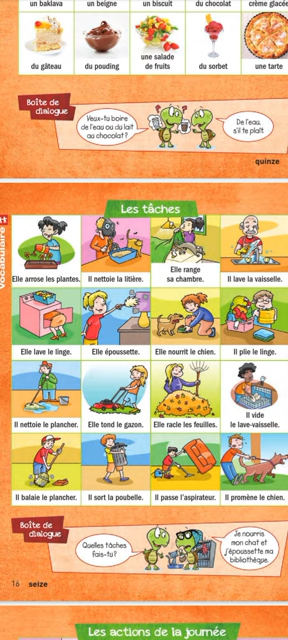 un baklava
un beigne
un biscuit
du chocolat
crème glacée
du gâteau
du pouding
une salade
de fruits
du sorbet
une tarte
Boîte de
dialogue
Veux-tu boire
de l'eau ou du lait
au chocolat?
De l'eau,
s'il te plaît
quinze
Vocabulaire
Les tâches
Elle arrose les plantes.
Il nettoie la litière.
Elle range
sa chambre.
Il lave la vaisselle.
Elle lave le linge.
Elle époussette.
Elle nourrit le chien.
Il plie le linge.
Il nettoie le plancher.
Elle tond le gazon.
Elle racle les feuilles.
Il vide
le lave-vaisselle.
Il balaie le plancher.
Il sort la poubelle.
Il passe l'aspirateur.
Il promène le chien.
Boîte de
dialogue
Quelles tâches
fais-tu?
Je nourris
mon chat et
j'époussette ma
bibliothèque.
16 seize
Les actions de la journée